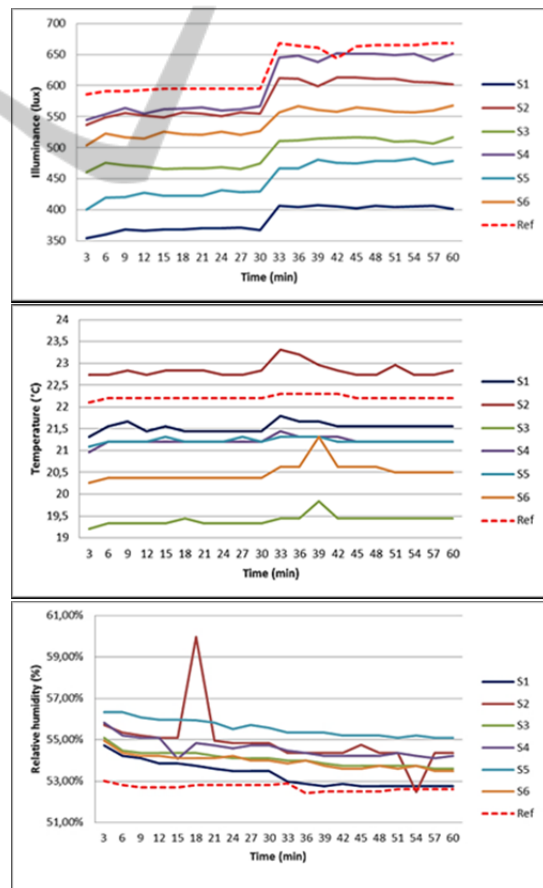 700
650
600
550
500
450
400
350
Illuminance (lux)
3 6 9 12 15 18 21 24 27 30 33 36 39 42 45 48 51 54 57 60
Time (min)
S1
S2
S3
S4
S5
S6
Ref
24
23,5
23
22,5
22
21,5
21
20,5
20
19,5
19
Temperature (°C)
3 6 9 12 15 18 21 24 27 30 33 36 39 42 45 48 51 54 57 60
Time (min)
S1
S2
S3
S4
S5
S6
Ref
61,00%
59,00%
57,00%
55,00%
53,00%
51,00%
Relative humidity (%)
3 6 9 12 15 18 21 24 27 30 33 36 39 42 45 48 51 54 57 60
Time (min)
S1
S2
S3
S4
S5
S6
Ref